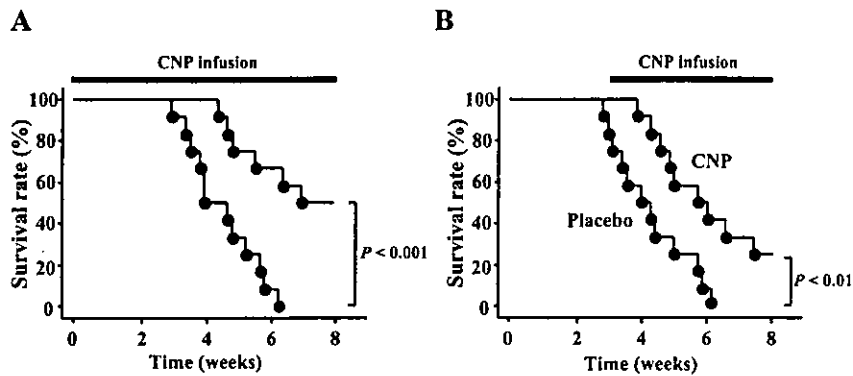 A
CNP infusion
Survival rate (%)
100
80
60
40
20
0
0 2 4 6 8
Time (weeks)
P < 0.001
B
CNP infusion
Survival rate (%)
100
80
60
40
20
0
CNP
Placebo
0 2 4 6 8
Time (weeks)
P < 0.01